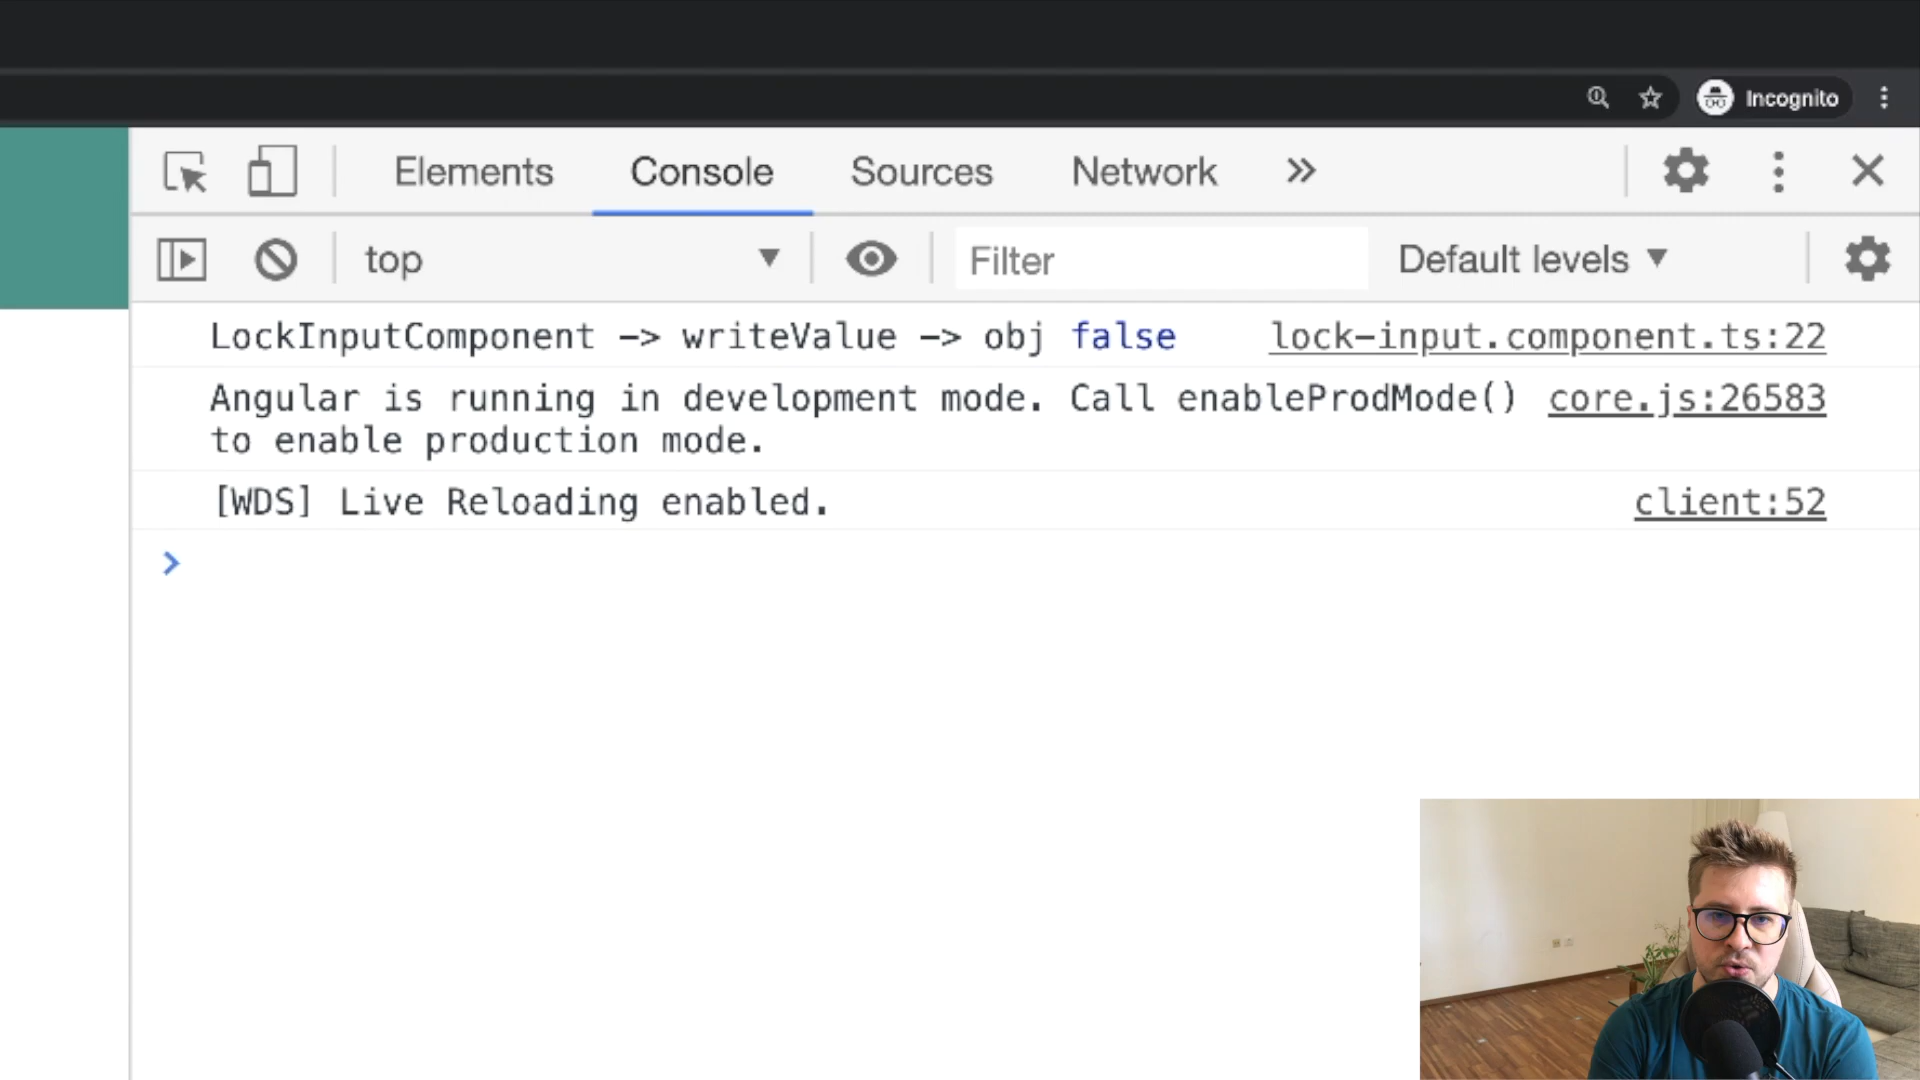 Incognito
Elements Console Sources Network
top Filter Default levels
LockInputComponent -> writeValue -> obj false lock-input.component.ts:22
Angular is running in development mode. Call enableProdMode() core.js:26583
to enable production mode.
[WDS] Live Reloading enabled. client:52